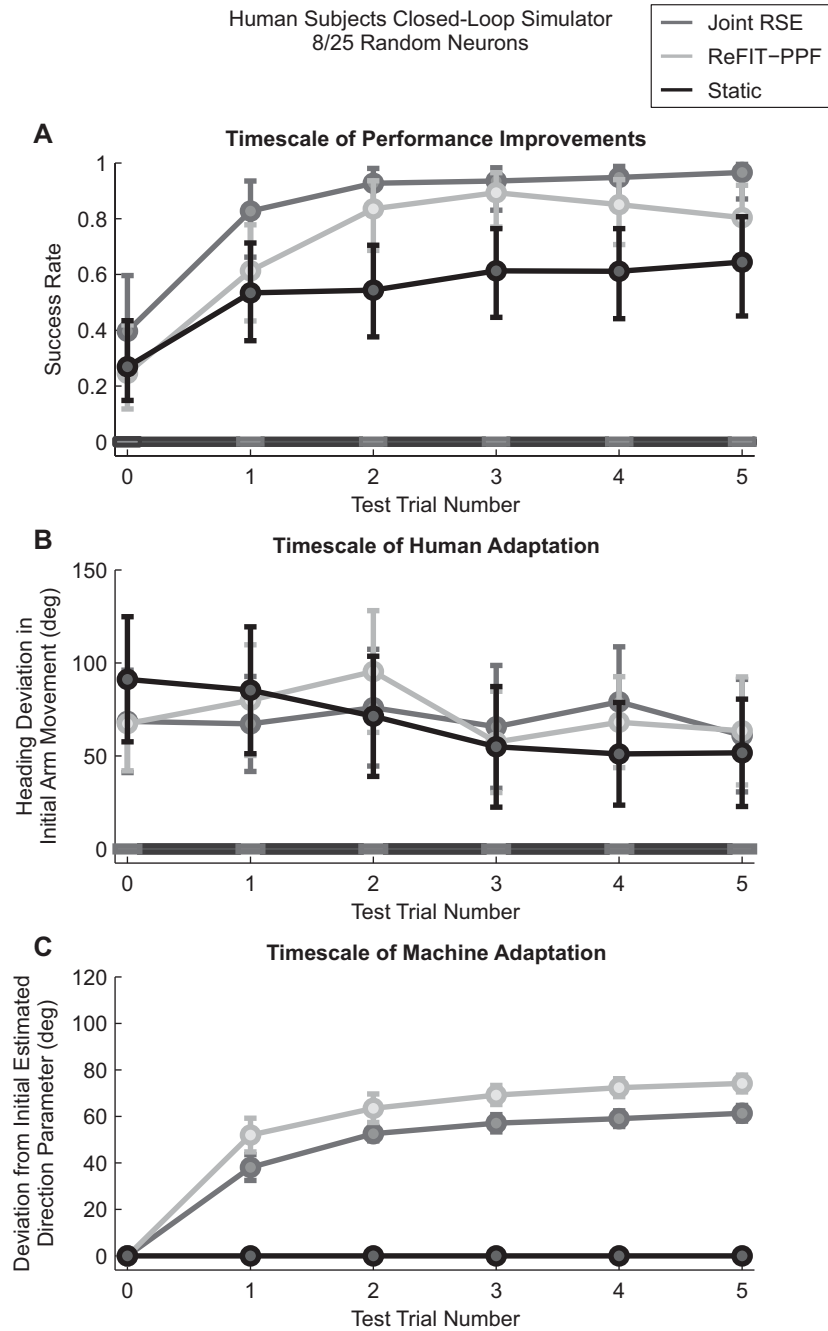 Human Subjects Closed-Loop Simulator
8/25 Random Neurons
Joint RSE
ReFIT−PPF
Static
A
Timescale of Performance Improvements
1
0.8
0.6
0.4
0.2
0
Success Rate
0 1 2 3 4 5
Test Trial Number
B
Timescale of Human Adaptation
150
100
50
0
Heading Deviation in
Initial Arm Movement (deg)
0 1 2 3 4 5
Test Trial Number
C
Timescale of Machine Adaptation
120
100
80
60
40
20
0
Deviation from Initial Estimated
Direction Parameter (deg)
0 1 2 3 4 5
Test Trial Number